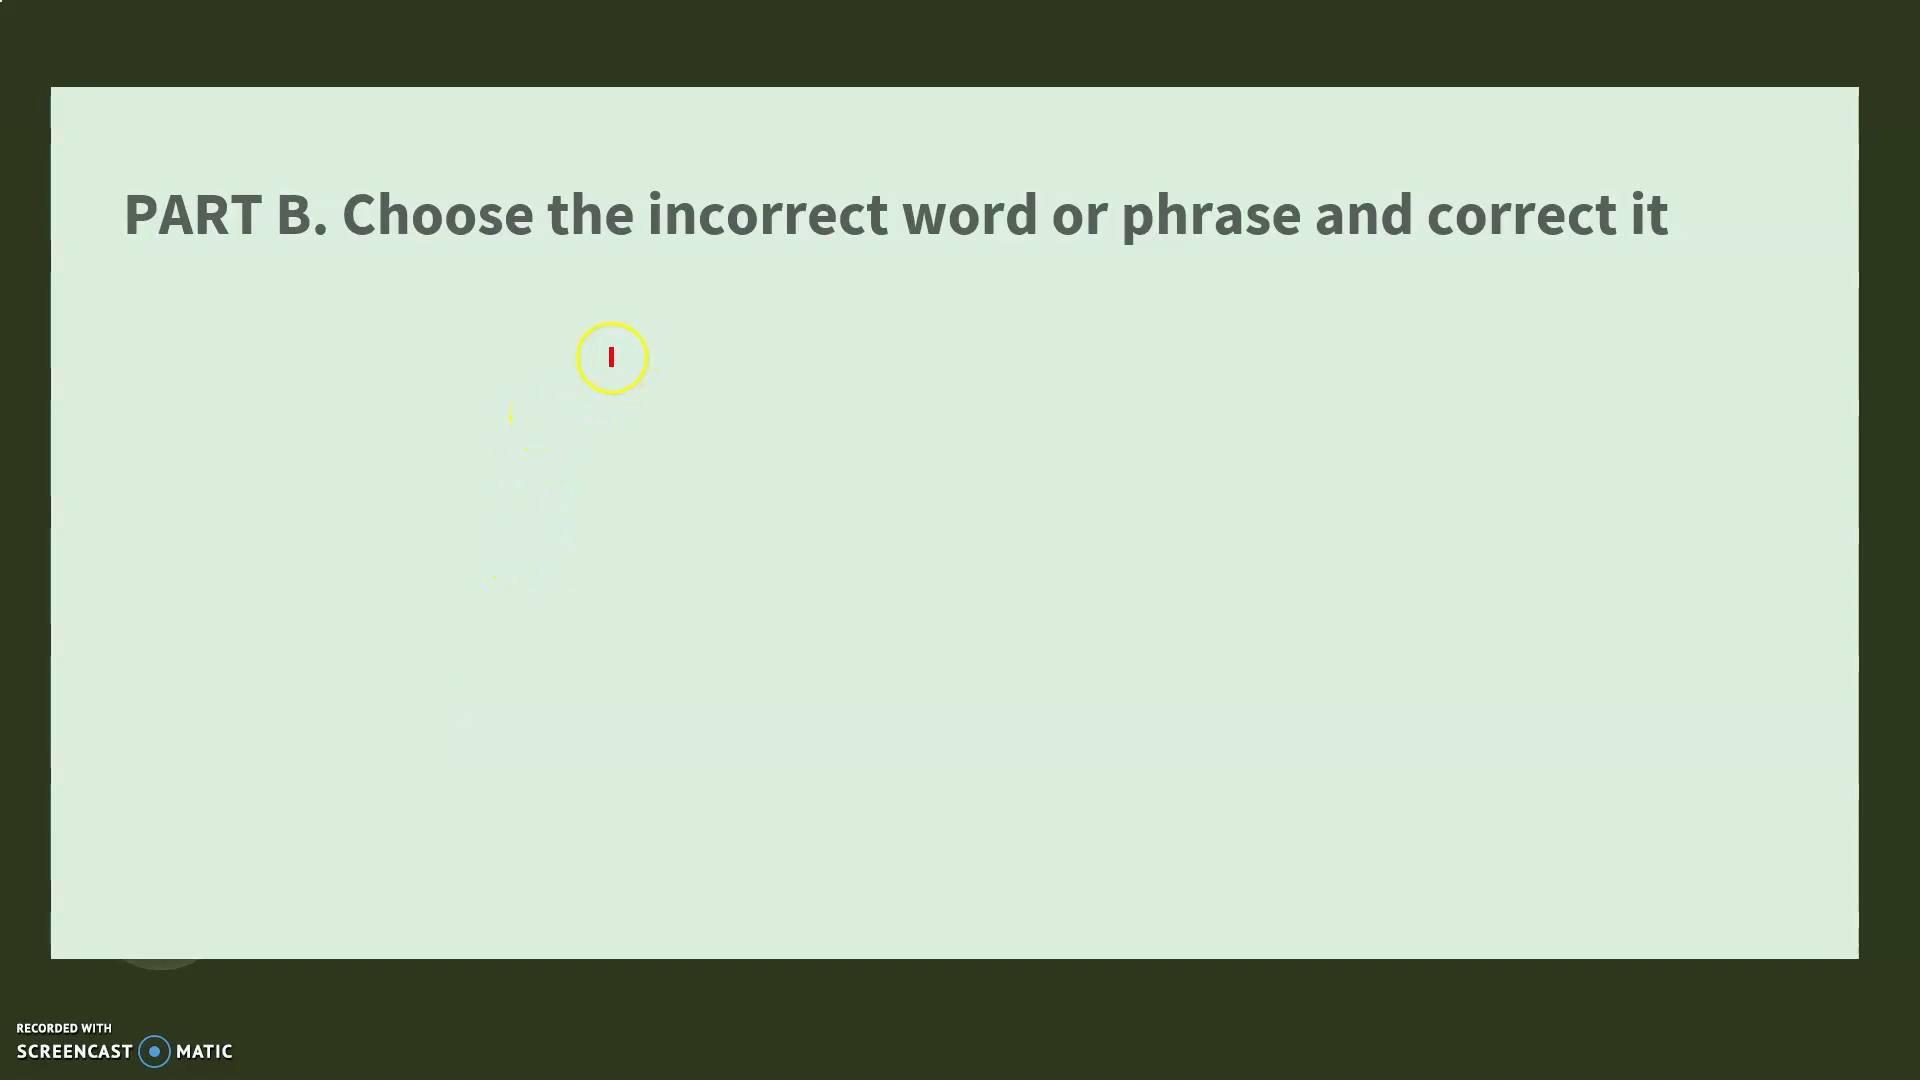 PART B. Choose the incorrect word or phrase and correct it
RECORDED WITH
SCREENCAST MATIC